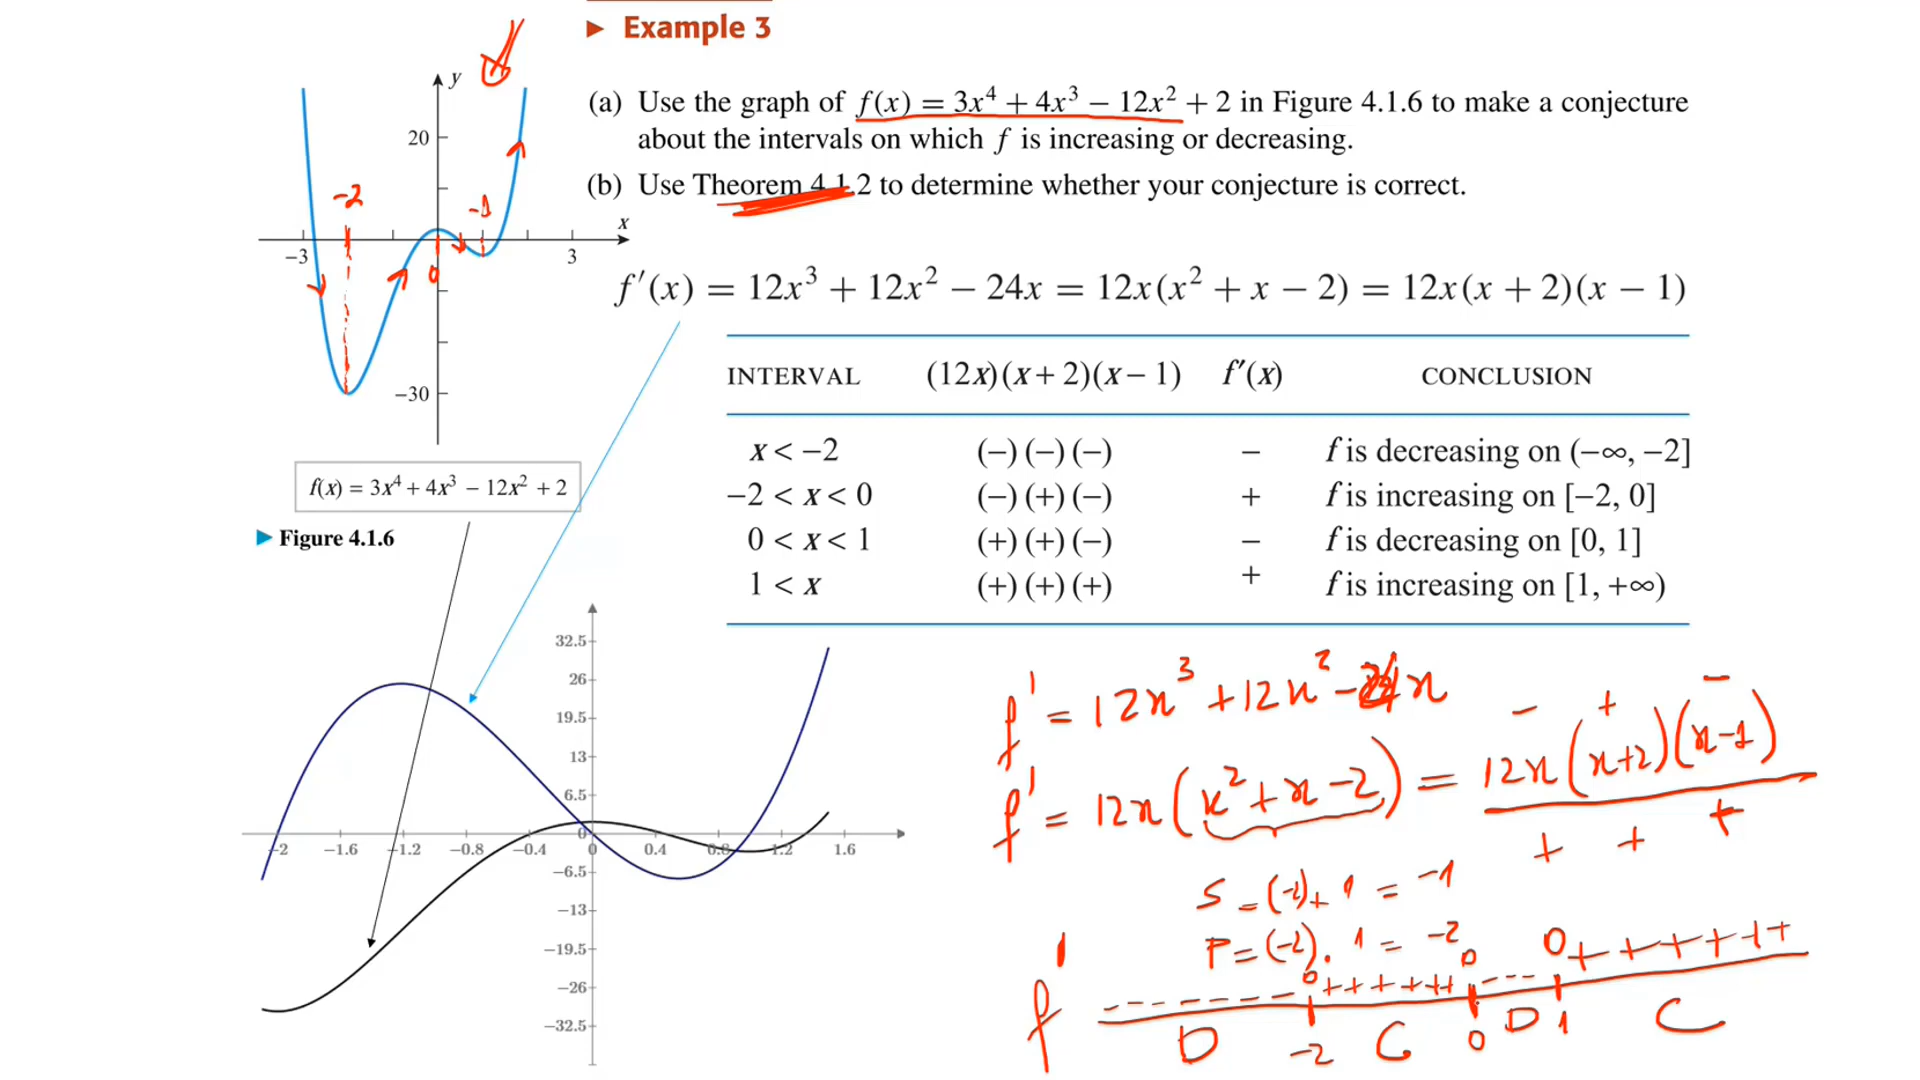 ► Example 3
(a) Use the graph of f(x) = 3x⁴ + 4x³ − 12x² + 2 in Figure 4.1.6 to make a conjecture
about the intervals on which f is increasing or decreasing.
(b) Use Theorem 4.1.2 to determine whether your conjecture is correct.
y
20
-2
-1
x
−3
0
3
−30
f(x) = 3x⁴ + 4x³ − 12x² + 2
► Figure 4.1.6
f′(x) = 12x³ + 12x² − 24x = 12x(x² + x − 2) = 12x(x + 2)(x − 1)
INTERVAL (12x)(x + 2)(x − 1) f′(x) CONCLUSION
x < −2 (−)(−)(−) − f is decreasing on (−∞, −2]
−2 < x < 0 (−)(+)(−) + f is increasing on [−2, 0]
0 < x < 1 (+)(+)(−) − f is decreasing on [0, 1]
1 < x (+)(+)(+) + f is increasing on [1, +∞)
32.5
26
19.5
13
6.5
0
−2 −1.6 −1.2 −0.8 −0.4 0 0.4 0.8 1.2 1.6
−6.5
−13
−19.5
−26
−32.5
f' = 12x³ + 12x² - 24x
- + -
f' = 12x(x² + x - 2) = 12x(x+2)(x-1)
+ + +
S = (-2) + 1 = -1
P = (-2) . 1 = -2
f' - - - - - - - 0 + + + + + + 0 - - - 0 + + + + + + +
D C D C
-2 0 1